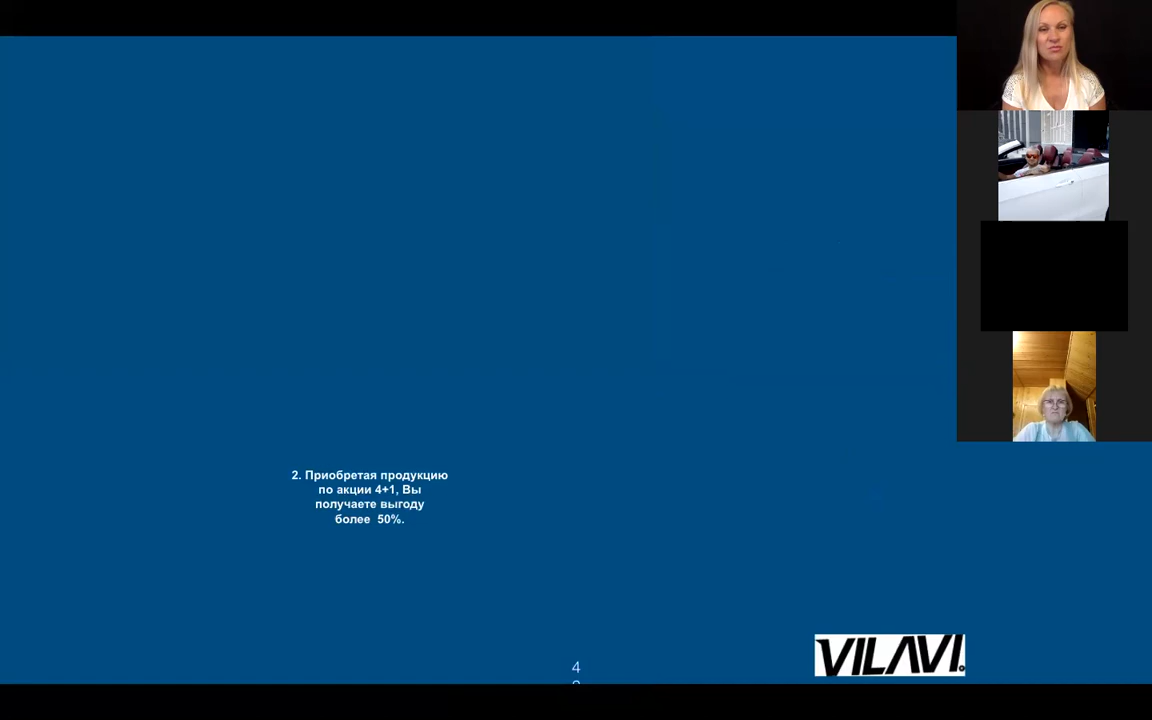 2. Приобретая продукцию
по акции 4+1, Вы
получаете выгоду
более  50%.
4
VILAVI